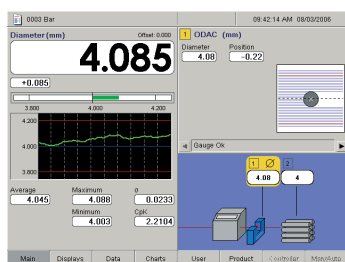 0003 Bar
09:42:14 AM 08/03/2006
Diameter (mm)
Offset: 0.000
4.085
+0.085
3.800 4.000 4.200
4.200
4.000
3.800
Average
4.045
Maximum
4.088
σ
0.0233
Minimum
4.003
CpK
2.2104
1 ODAC (mm)
Diameter
4.08
Position
-0.22
Gauge Ok
1 Ø 2
4.08 4
Main Displays Data Charts User Product Controller Man/Auto